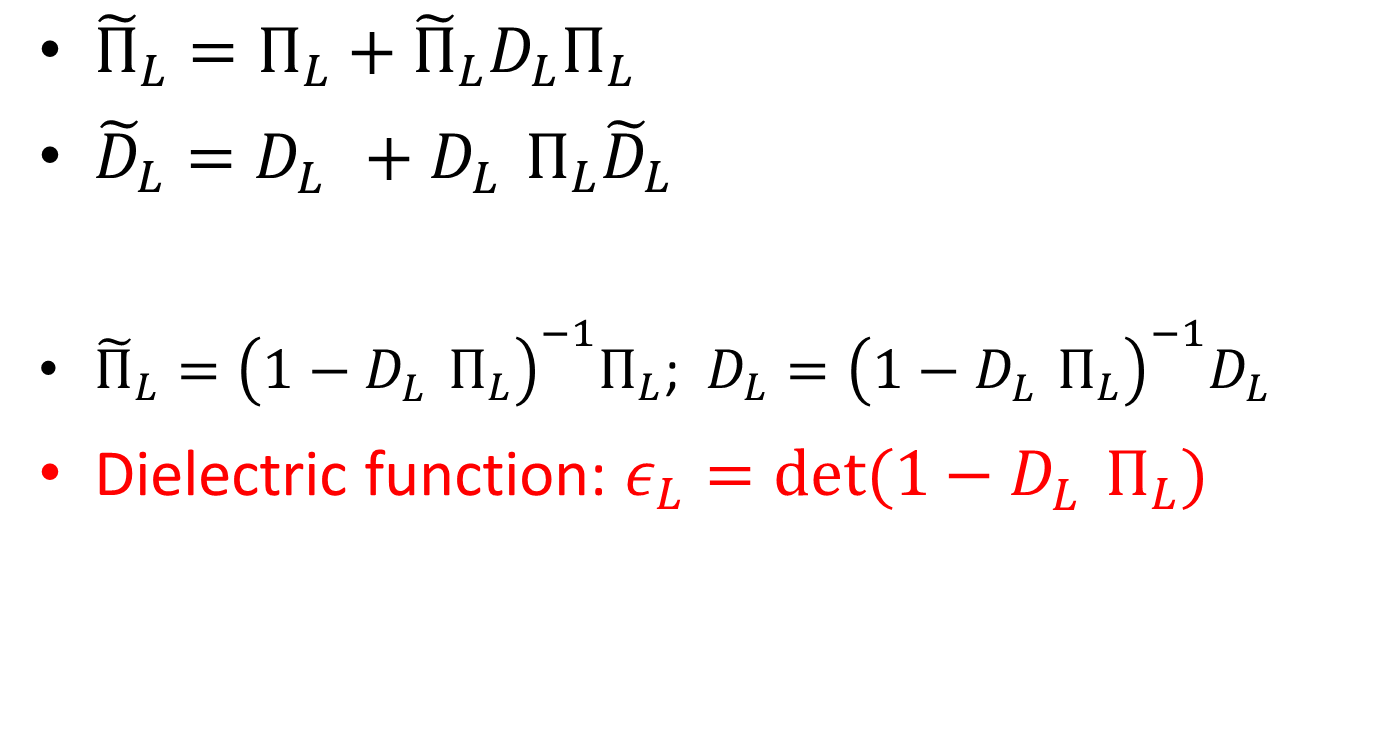 • Π̃_L = Π_L + Π̃_L D_L Π_L
• D̃_L = D_L + D_L Π_L D̃_L
• Π̃_L = (1 − D_L Π_L)^{−1} Π_L; D_L = (1 − D_L Π_L)^{−1} D_L
• Dielectric function: ϵ_L = det(1 − D_L Π_L)